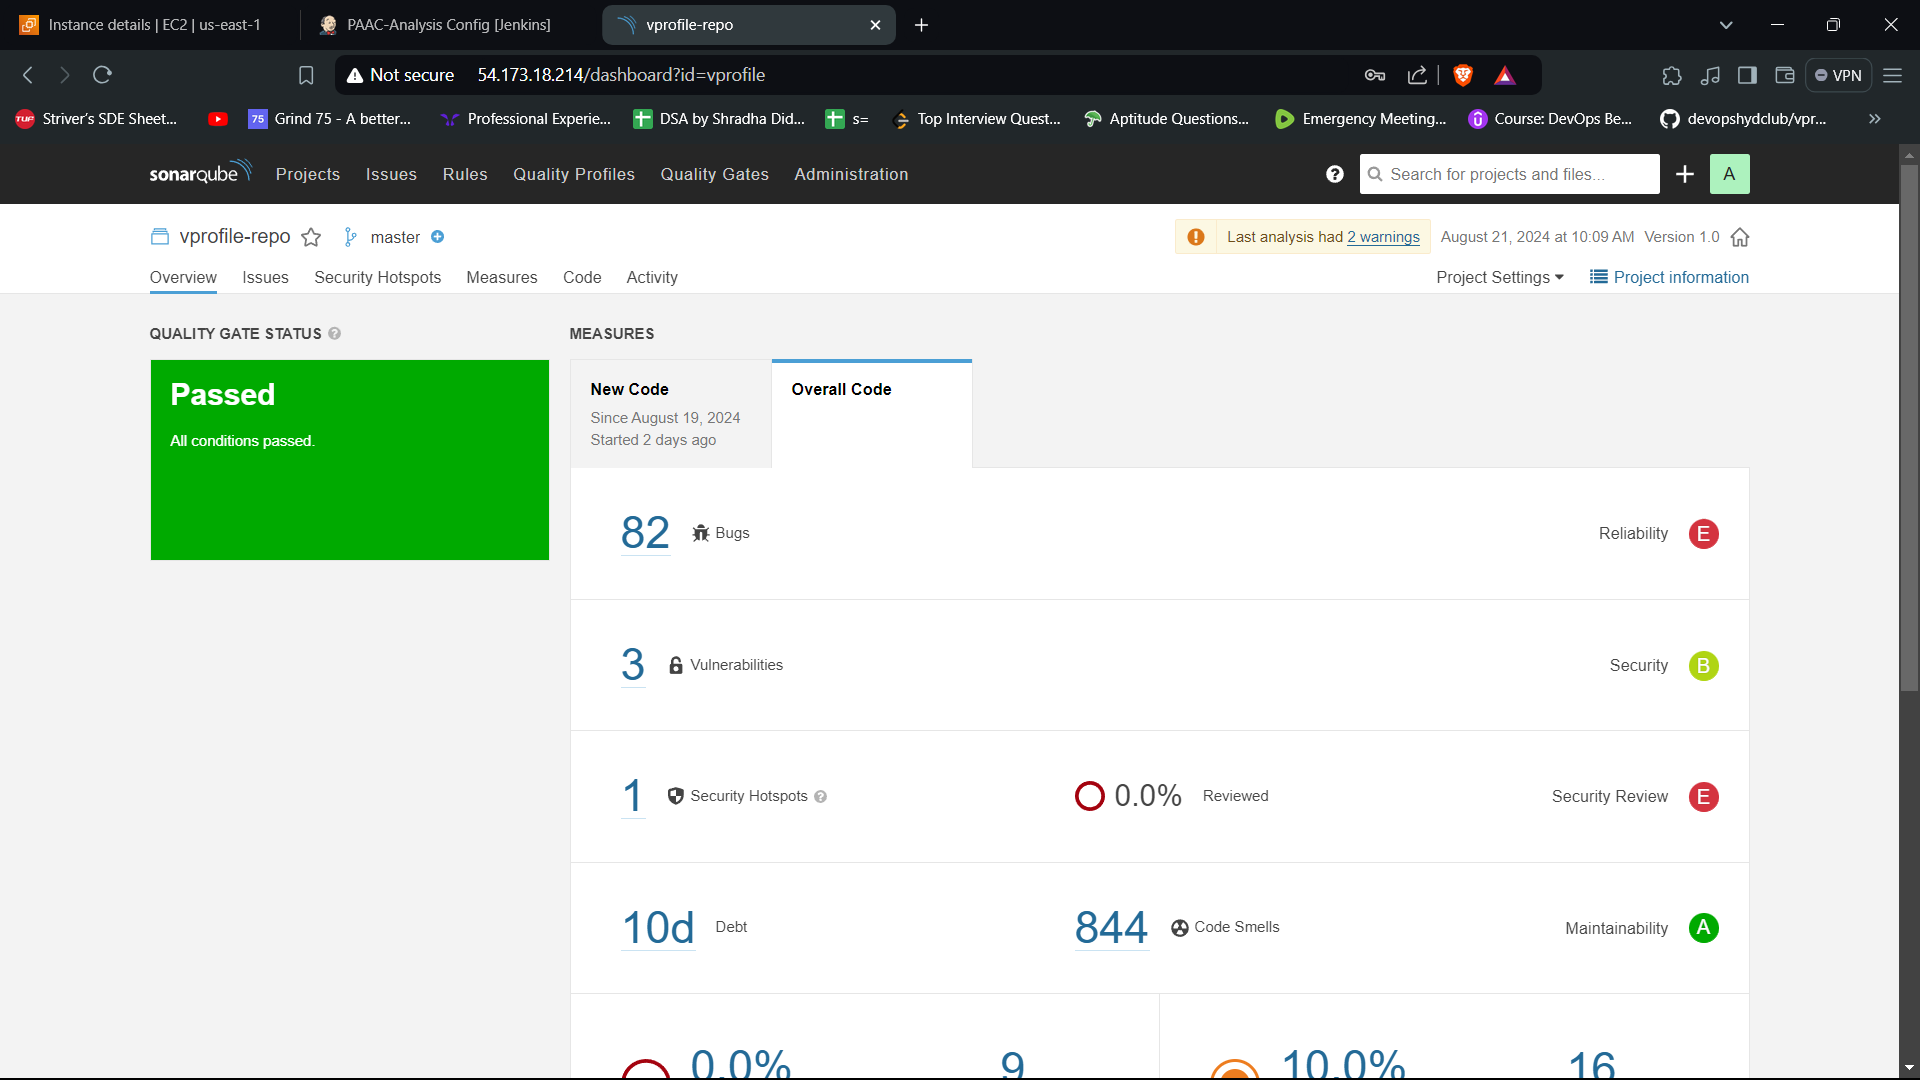 Instance details | EC2 | us-east-1
PAAC-Analysis Config [Jenkins]
vprofile-repo
Not secure 54.173.18.214/dashboard?id=vprofile
VPN
TUF Striver's SDE Sheet...
75 Grind 75 - A better...
Professional Experie...
DSA by Shradha Did...
s=
Top Interview Quest...
Aptitude Questions...
Emergency Meeting...
Course: DevOps Be...
devopshydclub/vpr...
sonarqube Projects Issues Rules Quality Profiles Quality Gates Administration
? Search for projects and files... A
vprofile-repo master
Last analysis had 2 warnings August 21, 2024 at 10:09 AM Version 1.0
Overview Issues Security Hotspots Measures Code Activity
Project Settings Project information
QUALITY GATE STATUS ?
MEASURES
Passed
All conditions passed.
New Code
Since August 19, 2024
Started 2 days ago
Overall Code
82 Bugs Reliability E
3 Vulnerabilities Security B
1 Security Hotspots ? 0.0% Reviewed Security Review E
10d Debt 844 Code Smells Maintainability A
0.0% 9 10.0% 16